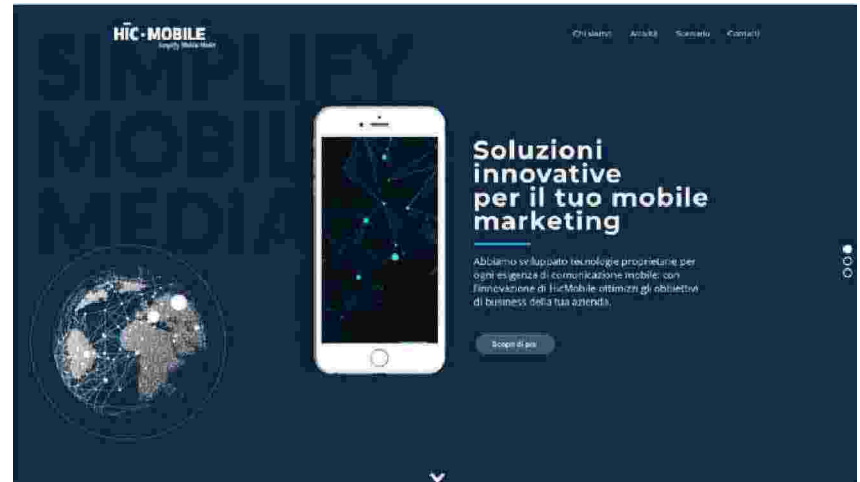 HIC·MOBILE
Simplify Mobile Media
Chi siamo Attività Scenario Contatti
SIMPLIFY
MOBIL
MEDIA
Soluzioni
innovative
per il tuo mobile
marketing
Abbiamo sviluppato tecnologie proprietarie per
ogni esigenza di comunicazione mobile: con
l'innovazione di HicMobile ottimizzi gli obbiettivi
di business della tua azienda.
Scopri di più